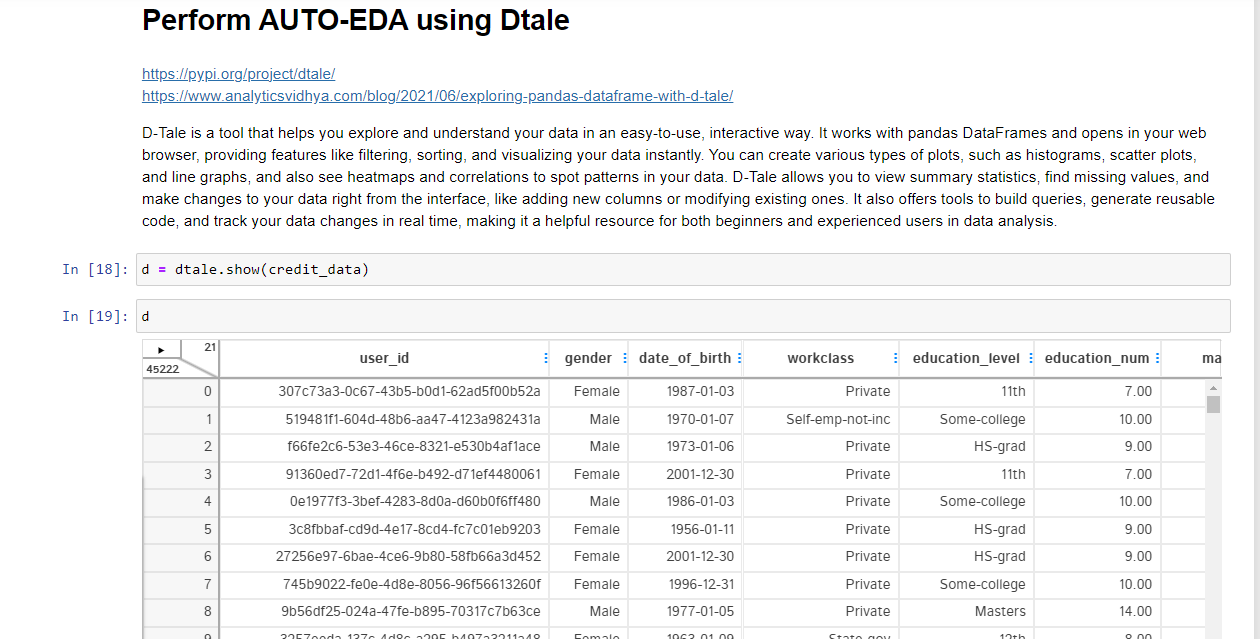 Perform AUTO-EDA using Dtale
https://pypi.org/project/dtale/
https://www.analyticsvidhya.com/blog/2021/06/exploring-pandas-dataframe-with-d-tale/
D-Tale is a tool that helps you explore and understand your data in an easy-to-use, interactive way. It works with pandas DataFrames and opens in your web
browser, providing features like filtering, sorting, and visualizing your data instantly. You can create various types of plots, such as histograms, scatter plots,
and line graphs, and also see heatmaps and correlations to spot patterns in your data. D-Tale allows you to view summary statistics, find missing values, and
make changes to your data right from the interface, like adding new columns or modifying existing ones. It also offers tools to build queries, generate reusable
code, and track your data changes in real time, making it a helpful resource for both beginners and experienced users in data analysis.
In [18]: d = dtale.show(credit_data)
In [19]: d
21
45222 user_id gender date_of_birth workclass education_level education_num ma
0 307c73a3-0c67-43b5-b0d1-62ad5f00b52a Female 1987-01-03 Private 11th 7.00
1 519481f1-604d-48b6-aa47-4123a982431a Male 1970-01-07 Self-emp-not-inc Some-college 10.00
2 f66fe2c6-53e3-46ce-8321-e530b4af1ace Male 1973-01-06 Private HS-grad 9.00
3 91360ed7-72d1-4f6e-b492-d71ef4480061 Female 2001-12-30 Private 11th 7.00
4 0e1977f3-3bef-4283-8d0a-d60b0f6ff480 Male 1986-01-03 Private Some-college 10.00
5 3c8fbbaf-cd9d-4e17-8cd4-fc7c01eb9203 Female 1956-01-11 Private HS-grad 9.00
6 27256e97-6bae-4ce6-9b80-58fb66a3d452 Female 2001-12-30 Private HS-grad 9.00
7 745b9022-fe0e-4d8e-8056-96f56613260f Female 1996-12-31 Private Some-college 10.00
8 9b56df25-024a-47fe-b895-70317c7b63ce Male 1977-01-05 Private Masters 14.00
9 Female 1963-01-09 State-gov 12th 8.00